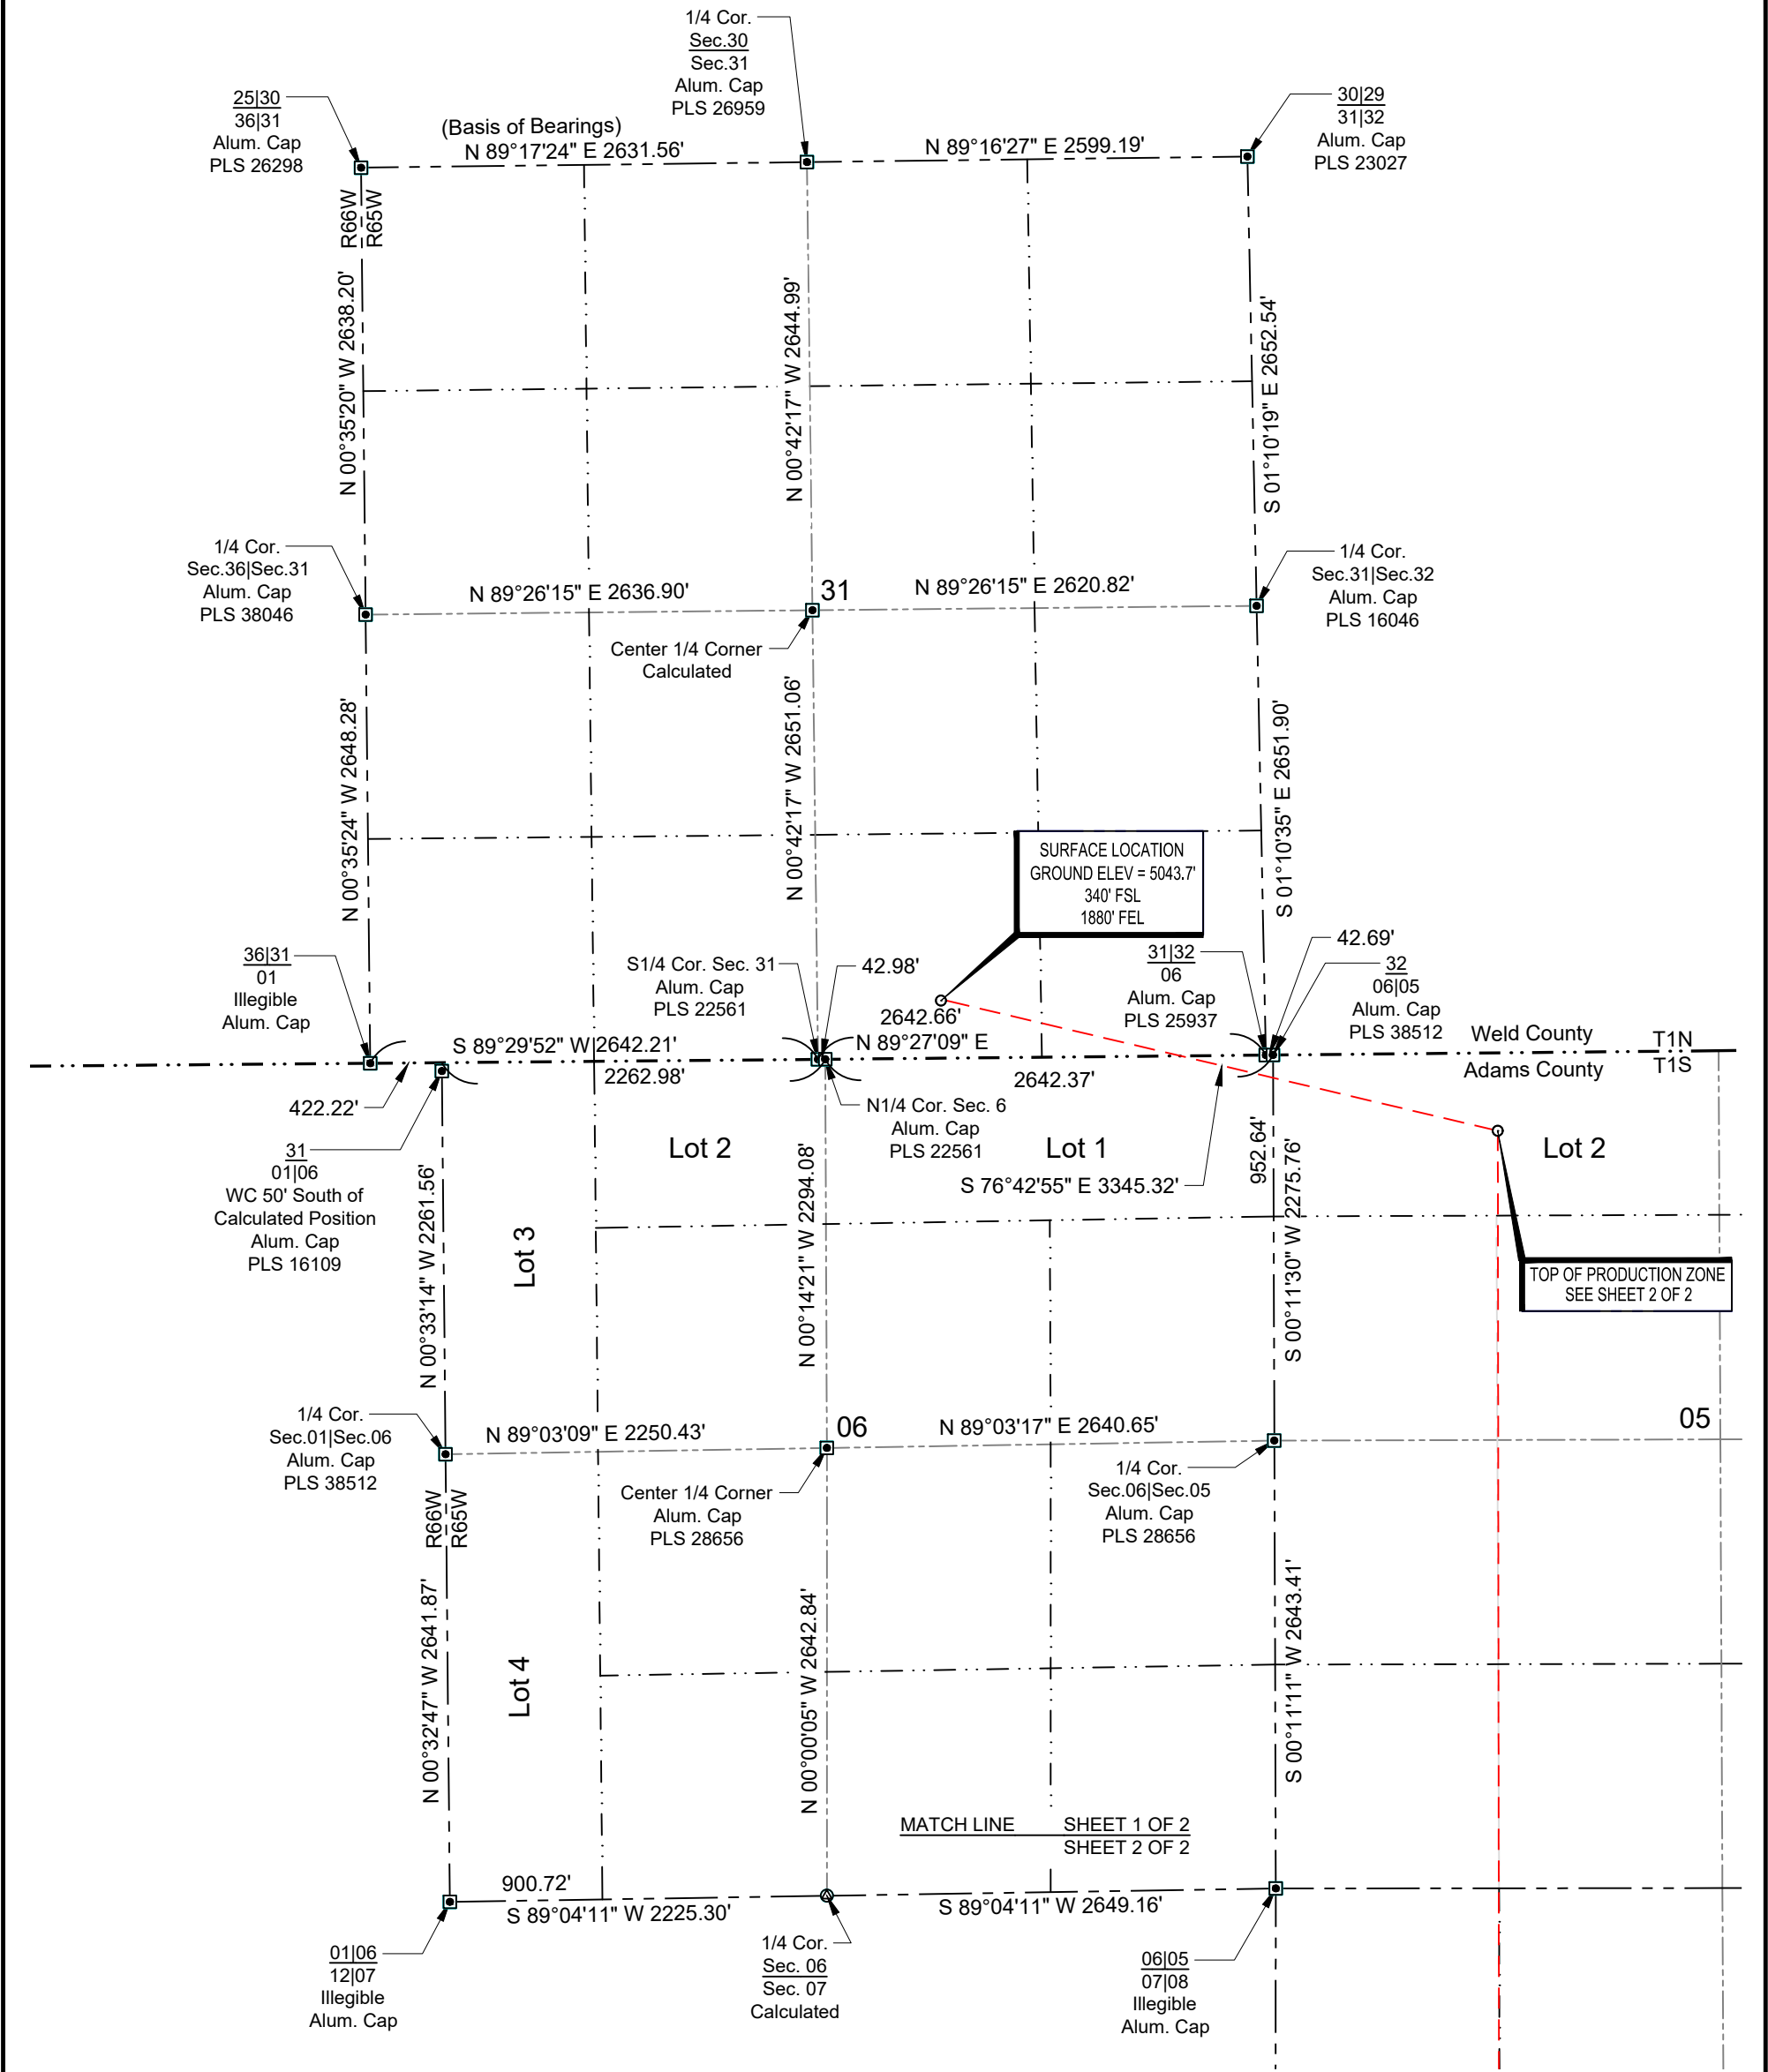 1/4 Cor.
Sec.30
Sec.31
Alum. Cap
PLS 26959
25|30
36|31
Alum. Cap
PLS 26298
(Basis of Bearings)
N 89°17'24" E 2631.56'
N 89°16'27" E 2599.19'
30|29
31|32
Alum. Cap
PLS 23027
R66W
R65W
N 00°35'20" W 2638.20'
N 00°42'17" W 2644.99'
S 01°10'19" E 2652.54'
1/4 Cor.
Sec.36|Sec.31
Alum. Cap
PLS 38046
N 89°26'15" E 2636.90'
31
N 89°26'15" E 2620.82'
1/4 Cor.
Sec.31|Sec.32
Alum. Cap
PLS 16046
Center 1/4 Corner
Calculated
N 00°35'24" W 2648.28'
N 00°42'17" W 2651.06'
S 01°10'35" E 2651.90'
SURFACE LOCATION
GROUND ELEV = 5043.7'
340' FSL
1880' FEL
36|31
01
Illegible
Alum. Cap
S1/4 Cor. Sec. 31
Alum. Cap
PLS 22561
42.98'
31|32
06
Alum. Cap
PLS 25937
42.69'
32
06|05
Alum. Cap
PLS 38512
S 89°29'52" W 2642.21'
2262.98'
2642.66'
N 89°27'09" E
2642.37'
Weld County
Adams County
T1N
T1S
422.22'
31
01|06
WC 50' South of
Calculated Position
Alum. Cap
PLS 16109
N1/4 Cor. Sec. 6
Alum. Cap
PLS 22561
Lot 2
Lot 1
Lot 2
S 76°42'55" E 3345.32'
952.64'
N 00°33'14" W 2261.56'
Lot 3
N 00°14'21" W 2294.08'
S 00°11'30" W 2275.76'
TOP OF PRODUCTION ZONE
SEE SHEET 2 OF 2
1/4 Cor.
Sec.01|Sec.06
Alum. Cap
PLS 38512
N 89°03'09" E 2250.43'
06
N 89°03'17" E 2640.65'
05
Center 1/4 Corner
Alum. Cap
PLS 28656
1/4 Cor.
Sec.06|Sec.05
Alum. Cap
PLS 28656
R66W
R65W
N 00°32'47" W 2641.87'
Lot 4
N 00°00'05" W 2642.84'
S 00°11'11" W 2643.41'
MATCH LINE SHEET 1 OF 2
SHEET 2 OF 2
900.72'
S 89°04'11" W 2225.30'
S 89°04'11" W 2649.16'
01|06
12|07
Illegible
Alum. Cap
1/4 Cor.
Sec. 06
Sec. 07
Calculated
06|05
07|08
Illegible
Alum. Cap